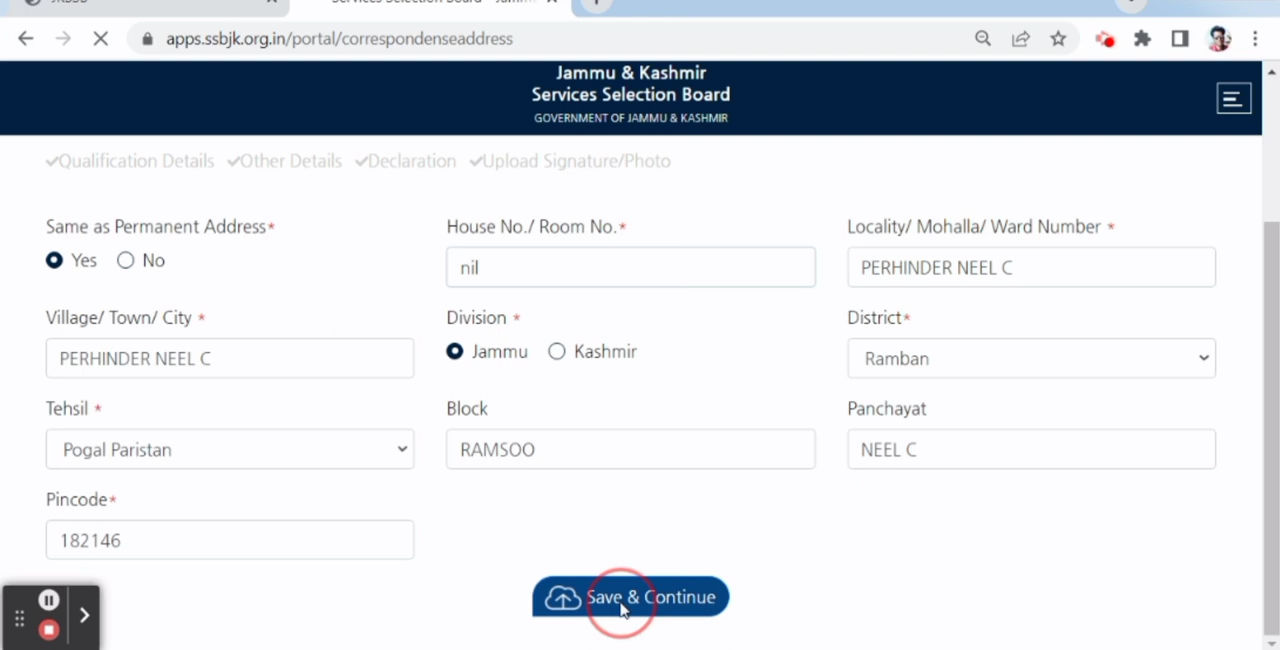 apps.ssbjk.org.in/portal/correspondenseaddress
Jammu & Kashmir
Services Selection Board
GOVERNMENT OF JAMMU & KASHMIR
Qualification Details Other Details Declaration Upload Signature/Photo
Same as Permanent Address* House No./ Room No.* Locality/ Mohalla/ Ward Number *
Yes No nil PERHINDER NEEL C
Village/ Town/ City * Division * District*
PERHINDER NEEL C Jammu Kashmir Ramban
Tehsil * Block Panchayat
Pogal Paristan RAMSOO NEEL C
Pincode*
182146
Save & Continue